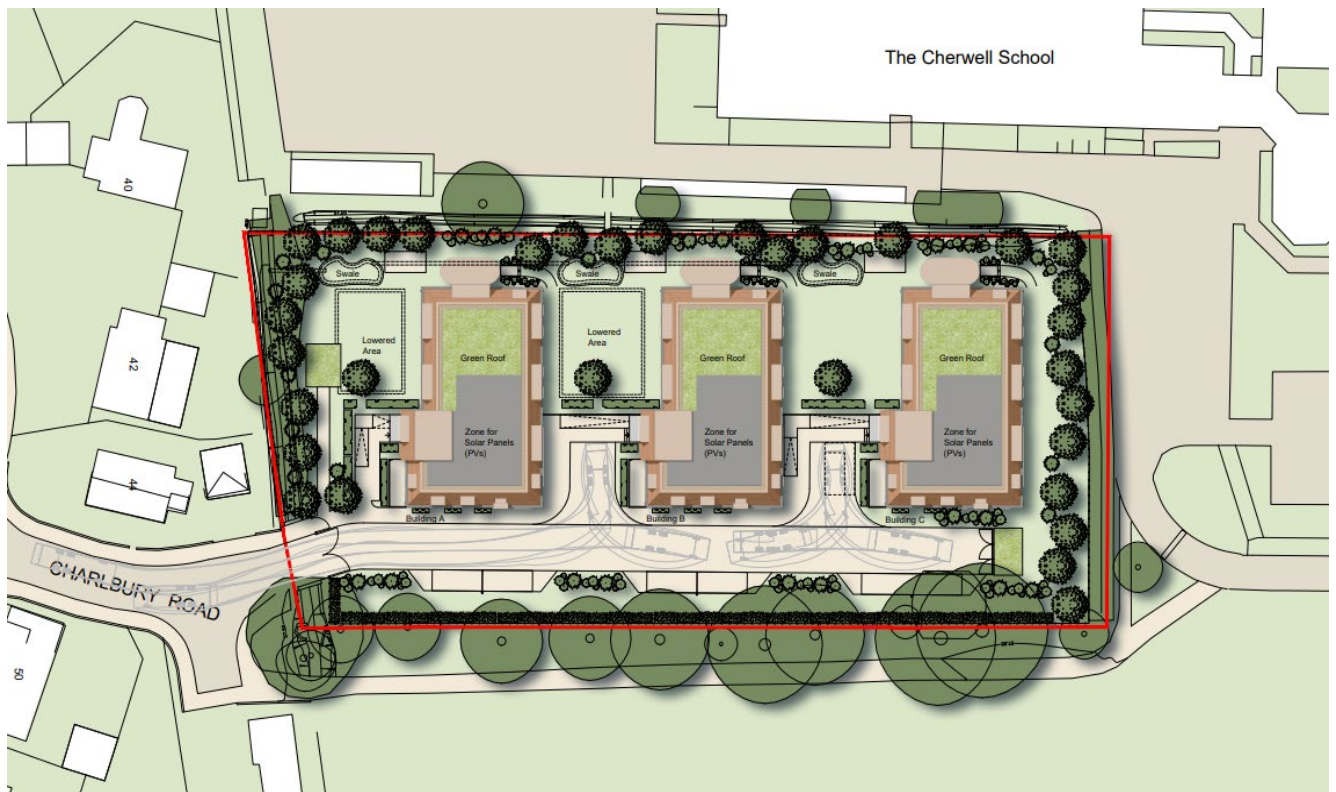 The Cherwell School
40
Swale
Swale
Swale
42
Lowered
Area
Lowered
Area
Green Roof
Green Roof
Green Roof
Zone for
Solar Panels
(PVs)
Zone for
Solar Panels
(PVs)
Zone for
Solar Panels
(PVs)
44
Building A
Building B
Building C
CHARLBURY ROAD
50